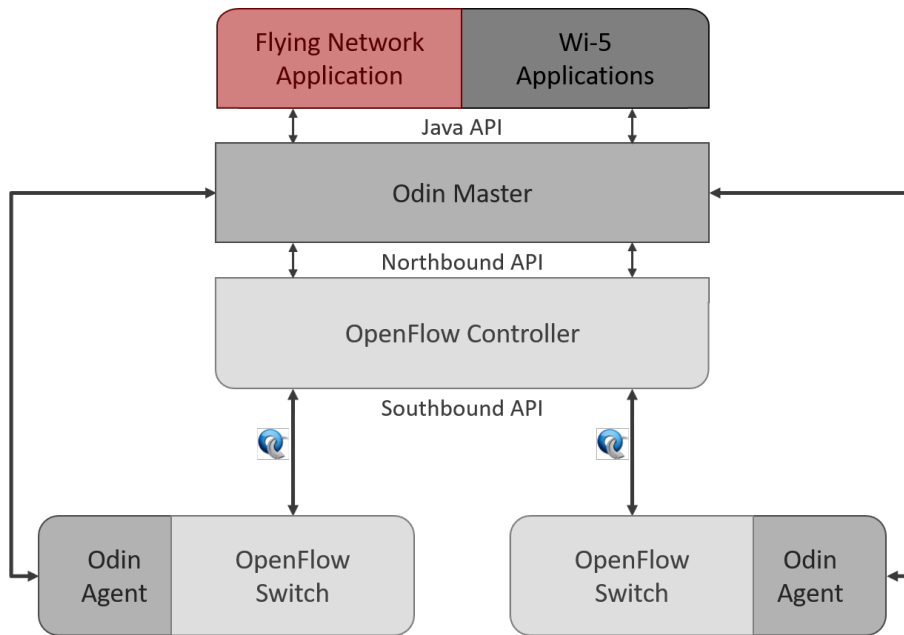 Flying Network
Application
Wi-5
Applications
Java API
Odin Master
Northbound API
OpenFlow Controller
Southbound API
Odin
Agent
OpenFlow
Switch
OpenFlow
Switch
Odin
Agent